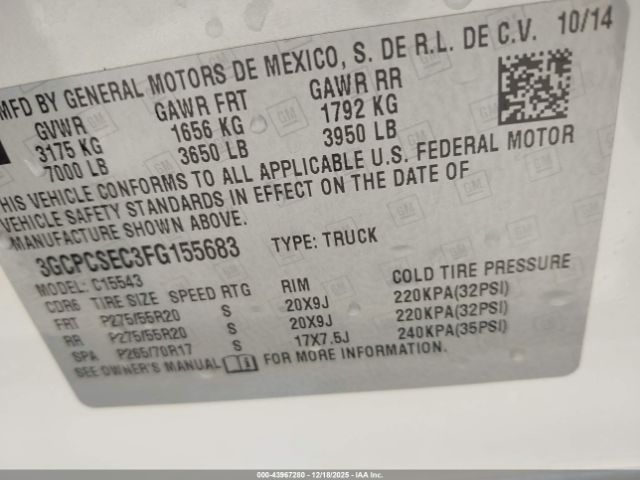 MFD BY GENERAL MOTORS DE MEXICO, S. DE R.L. DE C.V. 10/14
GVWR GAWR FRT GAWR RR
3175 KG 1656 KG 1792 KG
7000 LB 3650 LB 3950 LB
HIS VEHICLE CONFORMS TO ALL APPLICABLE U.S. FEDERAL MOTOR
VEHICLE SAFETY STANDARDS IN EFFECT ON THE DATE OF
MANUFACTURE SHOWN ABOVE.
3GCPCSEC3FG155683 TYPE: TRUCK
MODEL: C15543
CDR6 TIRE SIZE SPEED RTG RIM COLD TIRE PRESSURE
FRT P275/55R20 S 20X9J 220KPA(32PSI)
RR P275/55R20 S 20X9J 220KPA(32PSI)
SPA P265/70R17 S 17X7.5J 240KPA(35PSI)
SEE OWNER'S MANUAL FOR MORE INFORMATION.
000-43967280 - 12/18/2025 - IAAI.COM